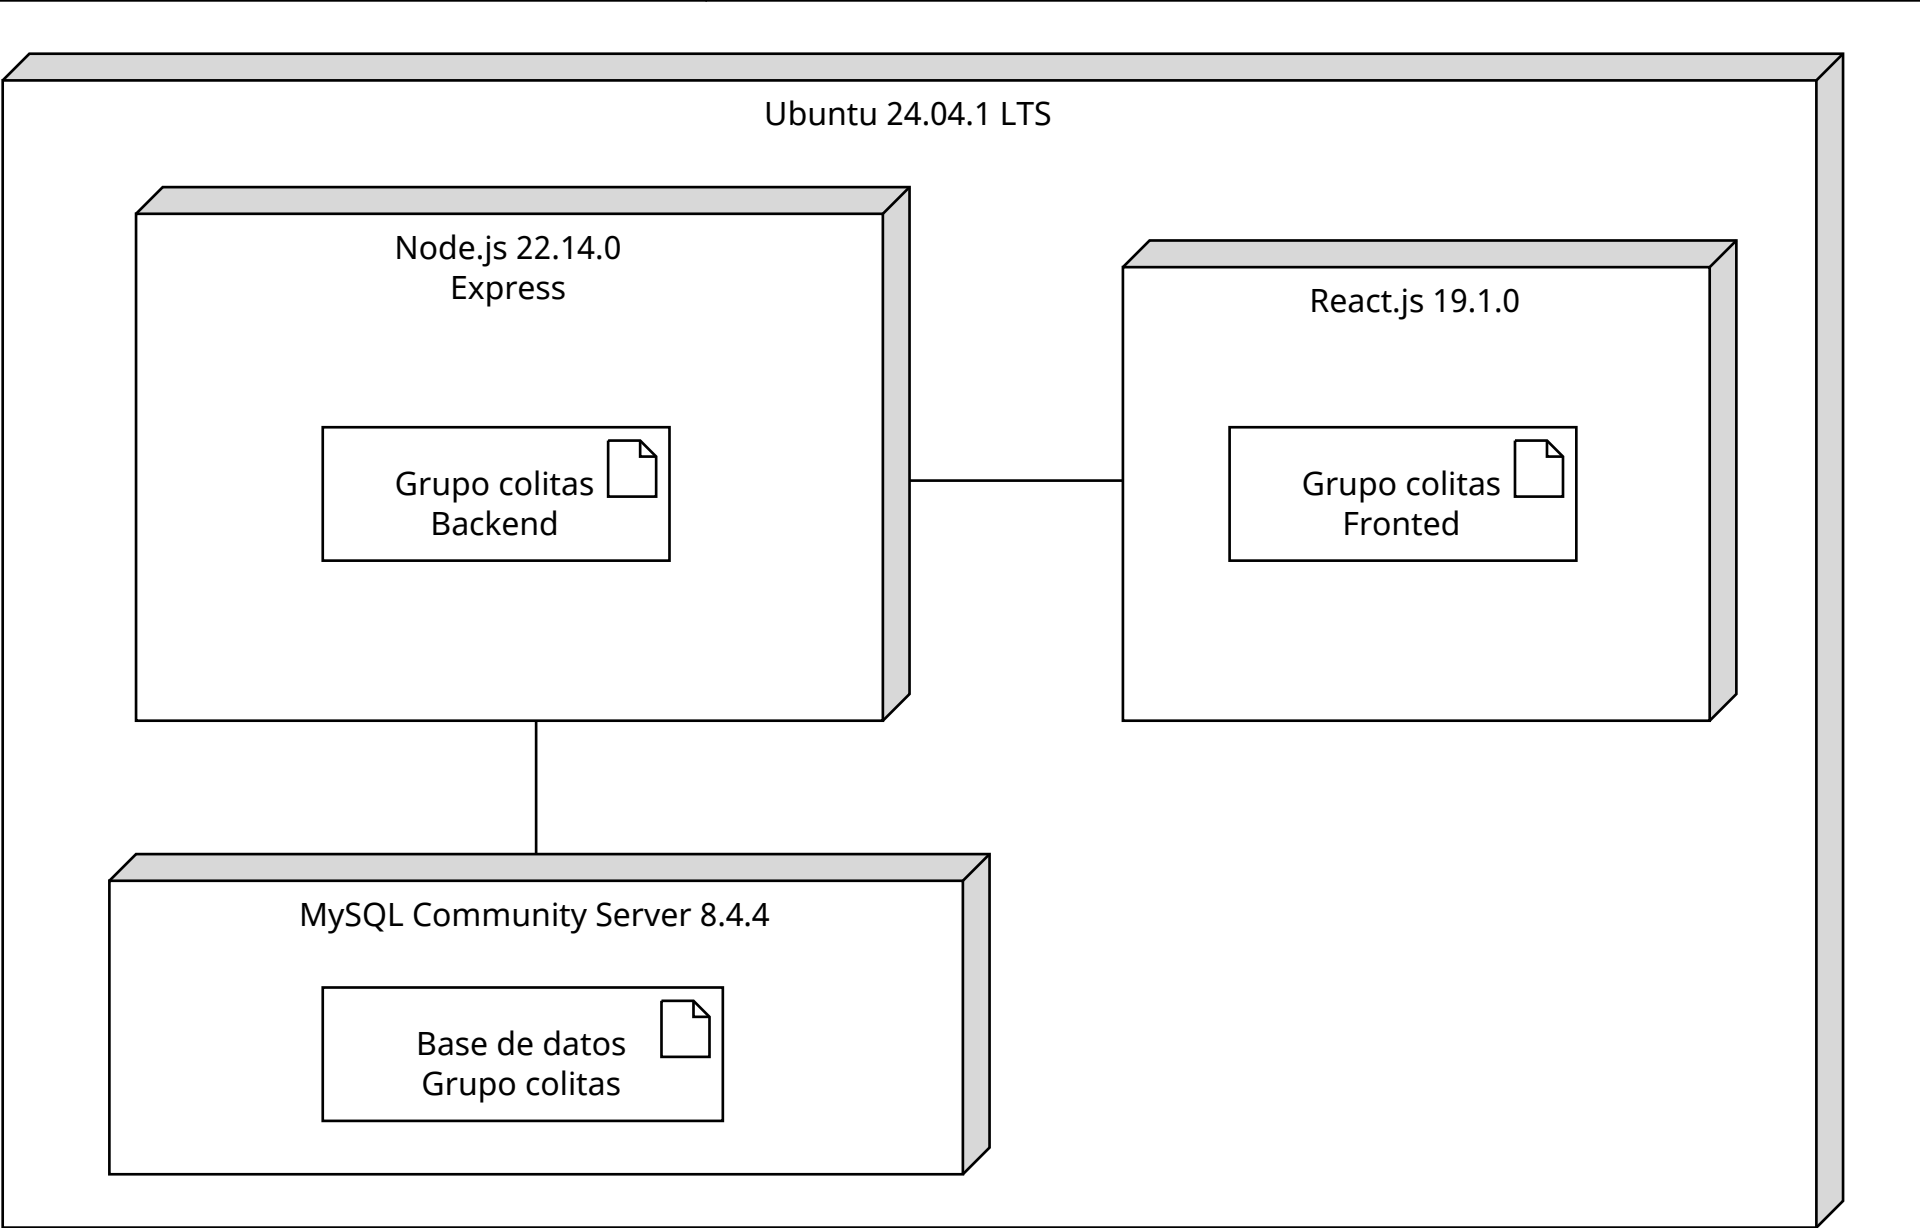 Ubuntu 24.04.1 LTS
Node.js 22.14.0
Express
React.js 19.1.0
Grupo colitas
Backend
Grupo colitas
Fronted
MySQL Community Server 8.4.4
Base de datos
Grupo colitas